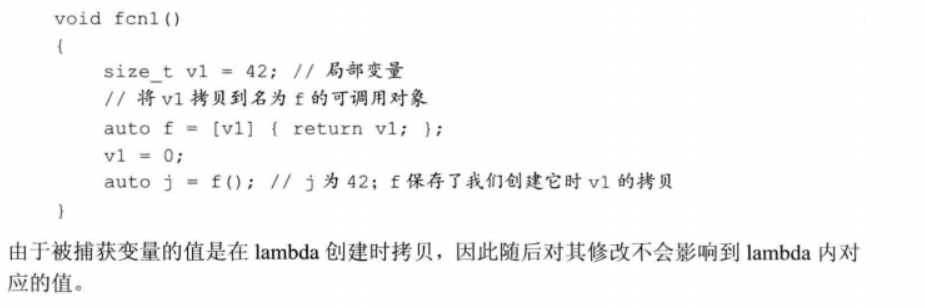 void fcn1()
{
size_t v1 = 42; // 局部变量
// 将 v1 拷贝到名为 f 的可调用对象
auto f = [v1] { return v1; };
v1 = 0;
auto j = f(); // j 为 42；f 保存了我们创建它时 v1 的拷贝
}
由于被捕获变量的值是在 lambda 创建时拷贝，因此随后对其修改不会影响到 lambda 内对
应的值。